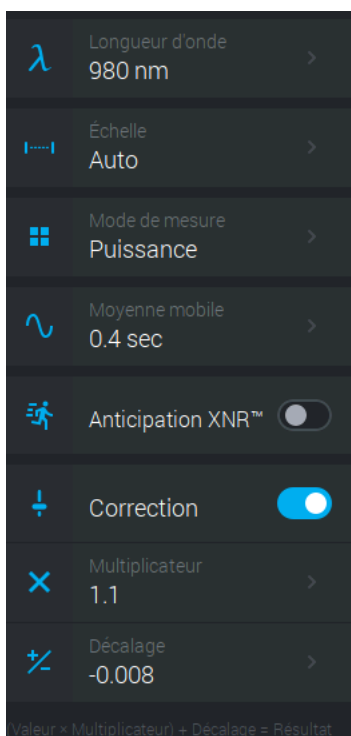 λ
Longueur d'onde
980 nm
Échelle
Auto
Mode de mesure
Puissance
Moyenne mobile
0.4 sec
Anticipation XNR™
Correction
Multiplicateur
1.1
Décalage
-0.008
(Valeur × Multiplicateur) + Décalage = Résultat